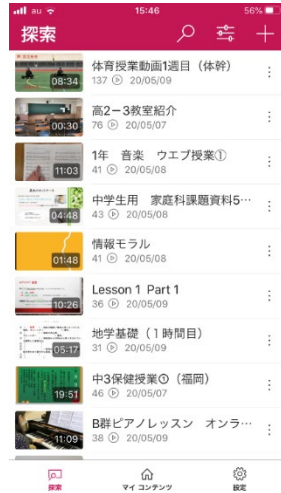 au 15:46 56%
探索
体育授業動画1週目（体幹）
08:34
137 20/05/09
高2ー3教室紹介
00:30
76 20/05/07
1年　音楽　ウエブ授業①
11:03
41 20/05/08
中学生用　家庭科課題資料5…
04:48
43 20/05/08
情報モラル
01:48
41 20/05/08
Lesson 1 Part 1
10:26
36 20/05/09
地学基礎（１時間目）
05:17
31 20/05/09
中3保健授業①（福岡）
19:51
46 20/05/08
B群ピアノレッスン　オンラ…
11:09
38 20/05/09
探索 マイ コンテンツ 設定